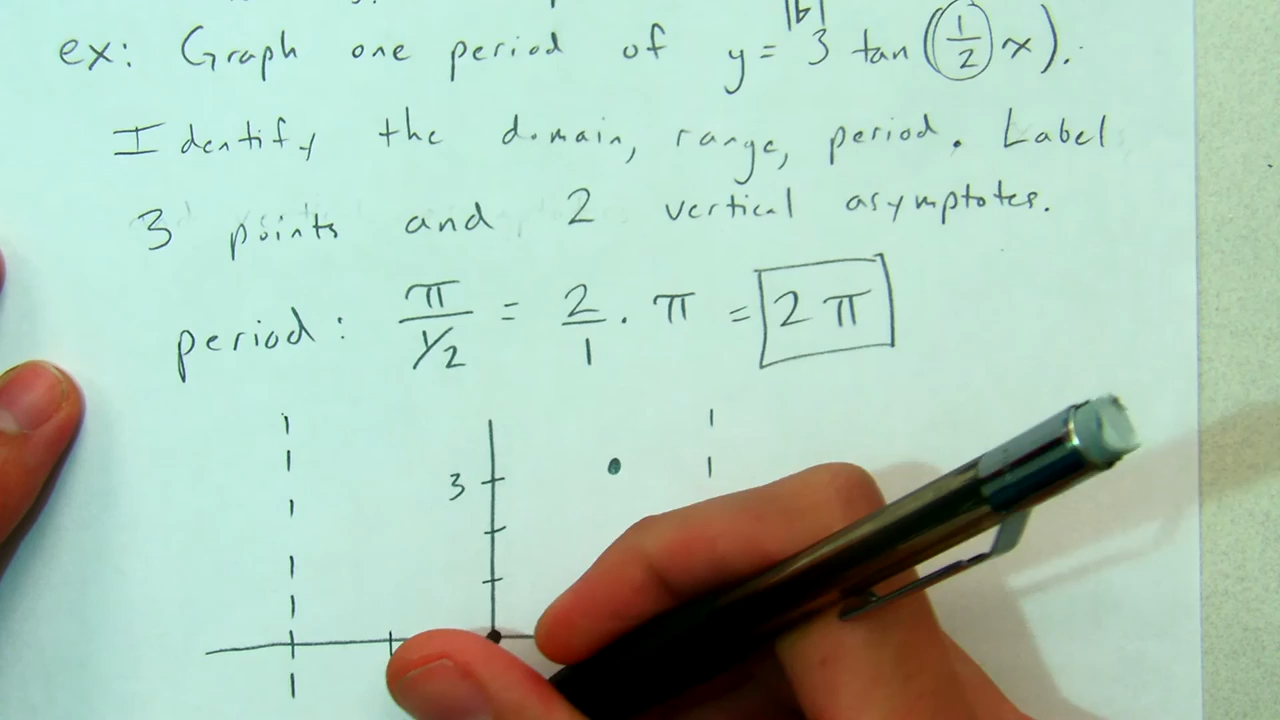 |b|
ex: Graph one period of y = 3 tan (1/2 x).
Identify the domain, range, period. Label
3 points and 2 vertical asymptotes.
period: π/(1/2) = 2/1 · π = 2π
3